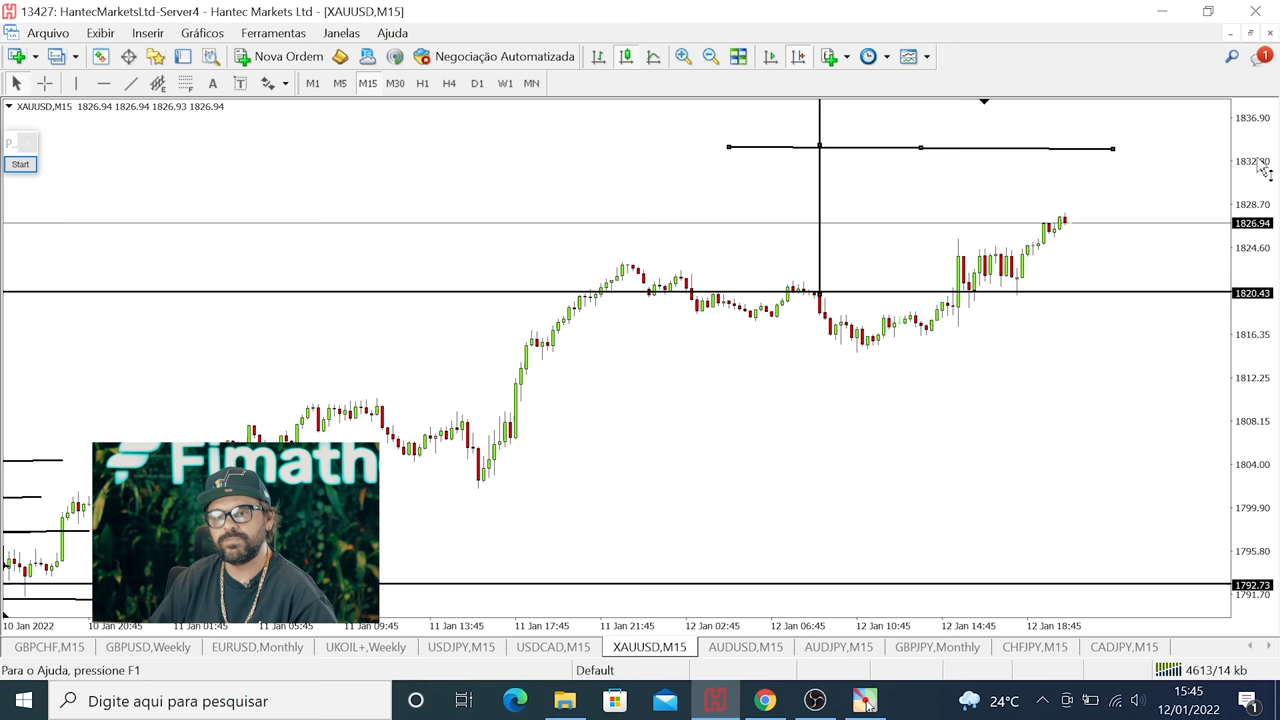 13427: HantecMarketsLtd-Server4 - Hantec Markets Ltd - [XAUUSD,M15]
Arquivo Exibir Inserir Gráficos Ferramentas Janelas Ajuda
Nova Ordem Negociação Automatizada 1
A T M1 M5 M15 M30 H1 H4 D1 W1 MN
XAUUSD,M15 1826.94 1826.94 1826.93 1826.94
P...
Start
1836.90
1828.70
1826.94
1824.60
1820.43
1816.35
1812.25
1808.15
1804.00
1799.90
1795.80
1792.73
1791.70
Fimath
10 Jan 2022 10 Jan 20:45 11 Jan 01:45 11 Jan 05:45 11 Jan 09:45 11 Jan 13:45 11 Jan 17:45 11 Jan 21:45 12 Jan 02:45 12 Jan 06:45 12 Jan 10:45 12 Jan 14:45 12 Jan 18:45
GBPCHF,M15 GBPUSD,Weekly EURUSD,Monthly UKOIL+,Weekly USDJPY,M15 USDCAD,M15 XAUUSD,M15 AUDUSD,M15 AUDJPY,M15 GBPJPY,Monthly CHFJPY,M15 CADJPY,M15
Para o Ajuda, pressione F1 Default 4613/14 kb
Digite aqui para pesquisar 24°C 15:45
12/01/2022 1